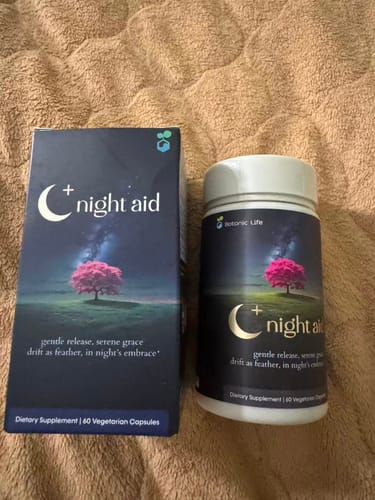 night aid
gentle release, serene grace
drift as feather, in night's embrace*
Dietary Supplement | 60 Vegetarian Capsules
Botanic Life
night aid
gentle release, serene grace
drift as feather, in night's embrace
Dietary Supplement | 60 Vegetarian Capsules